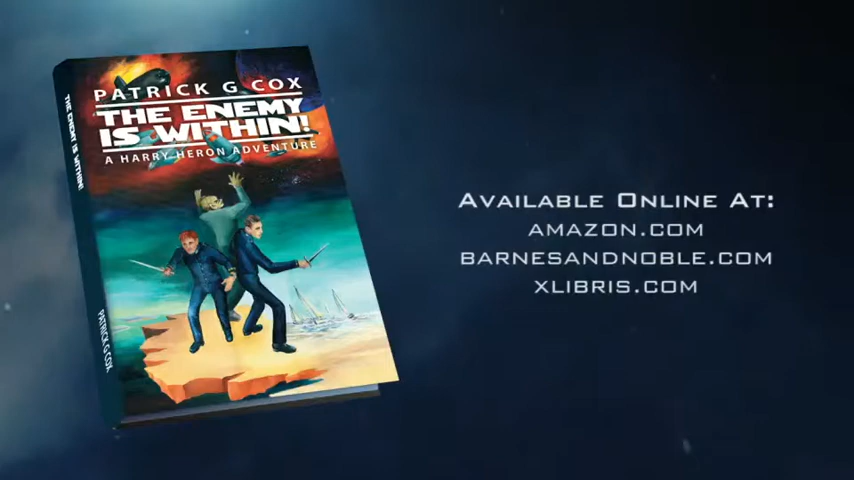 PATRICK G COX
THE ENEMY
IS WITHIN!
A HARRY HERON ADVENTURE
THE ENEMY IS WITHIN!
PATRICK G COX
AVAILABLE ONLINE AT:
AMAZON.COM
BARNESANDNOBLE.COM
XLIBRIS.COM